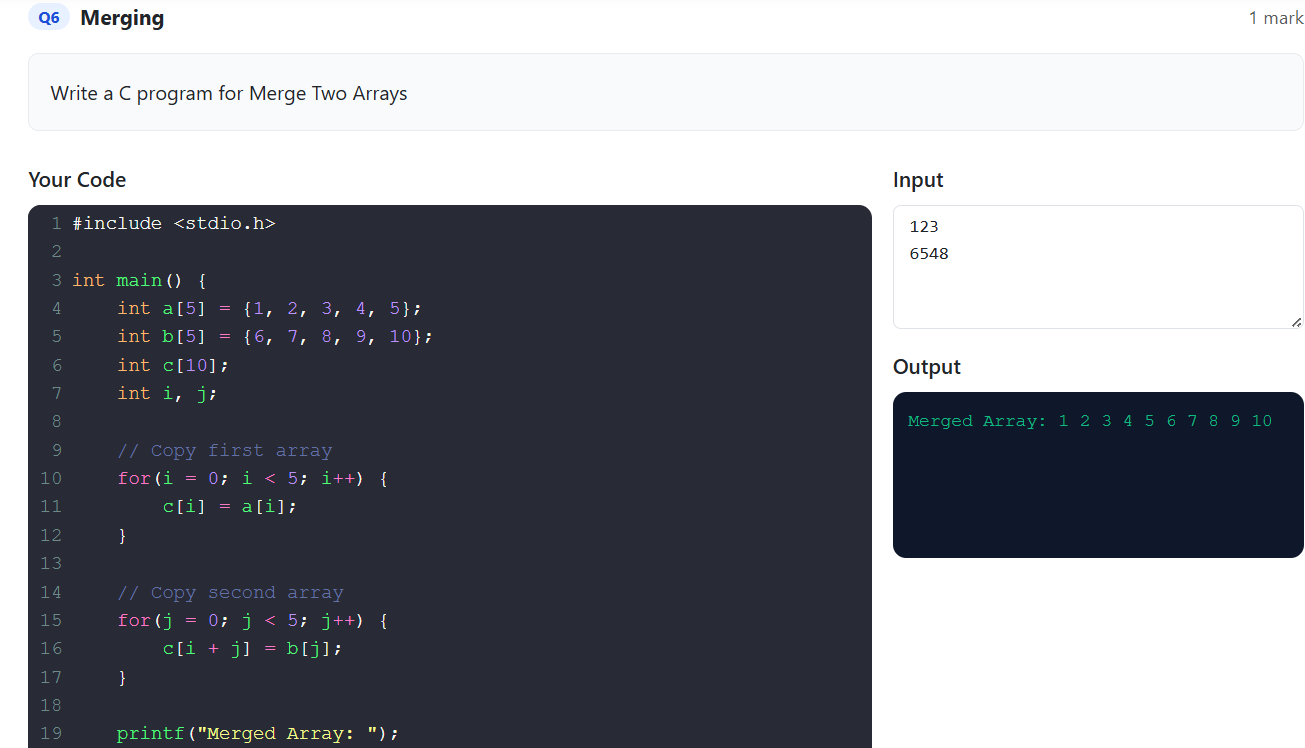 Q6 Merging 1 mark
Write a C program for Merge Two Arrays
Your Code
1 #include <stdio.h>
2
3 int main() {
4     int a[5] = {1, 2, 3, 4, 5};
5     int b[5] = {6, 7, 8, 9, 10};
6     int c[10];
7     int i, j;
8
9     // Copy first array
10     for(i = 0; i < 5; i++) {
11         c[i] = a[i];
12     }
13
14     // Copy second array
15     for(j = 0; j < 5; j++) {
16         c[i + j] = b[j];
17     }
18
19     printf("Merged Array: ");
Input
123
6548
Output
Merged Array: 1 2 3 4 5 6 7 8 9 10